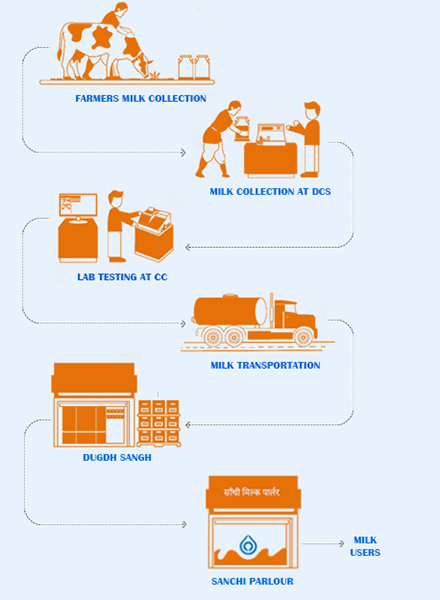 FARMERS MILK COLLECTION
MILK COLLECTION AT DCS
LAB TESTING AT CC
MILK TRANSPORTATION
DUGDH SANGH
साँची मिल्क पार्लर
MILK
USERS
SANCHI PARLOUR